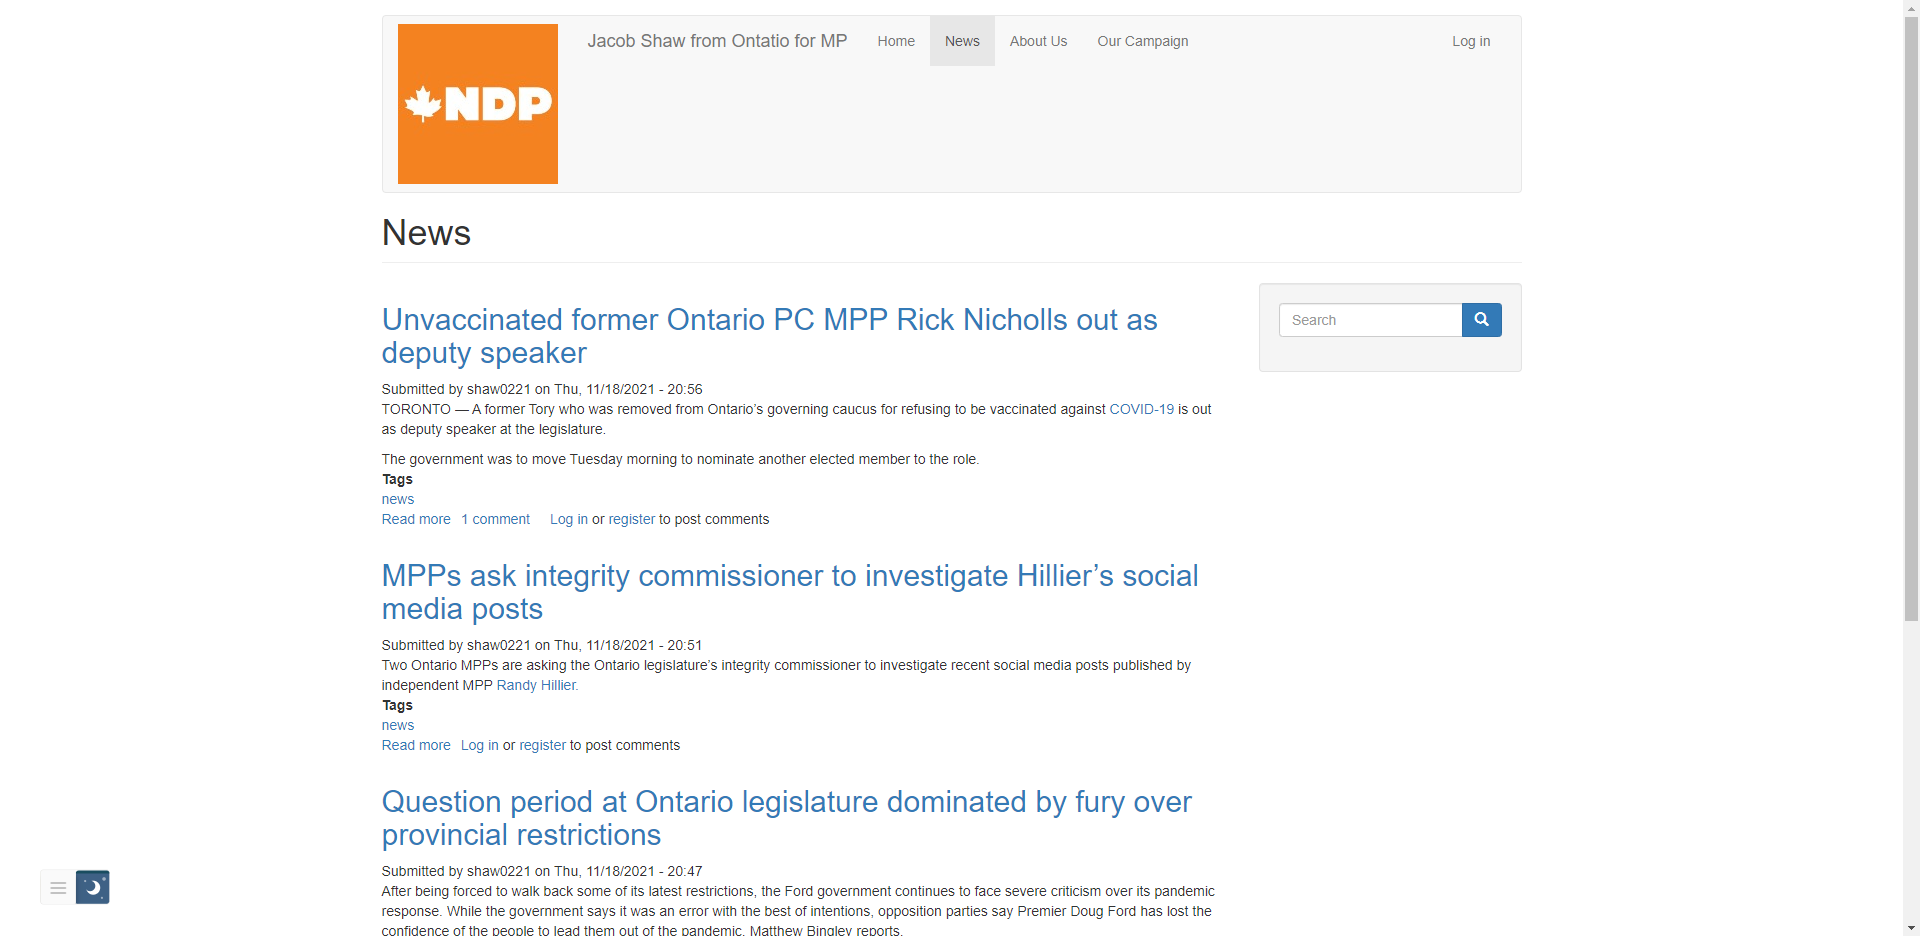 NDP
Jacob Shaw from Ontatio for MP
Home
News
About Us
Our Campaign
Log in
News
Unvaccinated former Ontario PC MPP Rick Nicholls out as
deputy speaker
Search
Submitted by shaw0221 on Thu, 11/18/2021 - 20:56
TORONTO — A former Tory who was removed from Ontario’s governing caucus for refusing to be vaccinated against COVID-19 is out
as deputy speaker at the legislature.
The government was to move Tuesday morning to nominate another elected member to the role.
Tags
news
Read more 1 comment Log in or register to post comments
MPPs ask integrity commissioner to investigate Hillier’s social
media posts
Submitted by shaw0221 on Thu, 11/18/2021 - 20:51
Two Ontario MPPs are asking the Ontario legislature’s integrity commissioner to investigate recent social media posts published by
independent MPP Randy Hillier.
Tags
news
Read more Log in or register to post comments
Question period at Ontario legislature dominated by fury over
provincial restrictions
Submitted by shaw0221 on Thu, 11/18/2021 - 20:47
After being forced to walk back some of its latest restrictions, the Ford government continues to face severe criticism over its pandemic
response. While the government says it was an error with the best of intentions, opposition parties say Premier Doug Ford has lost the
confidence of the people to lead them out of the pandemic. Matthew Bingley reports.